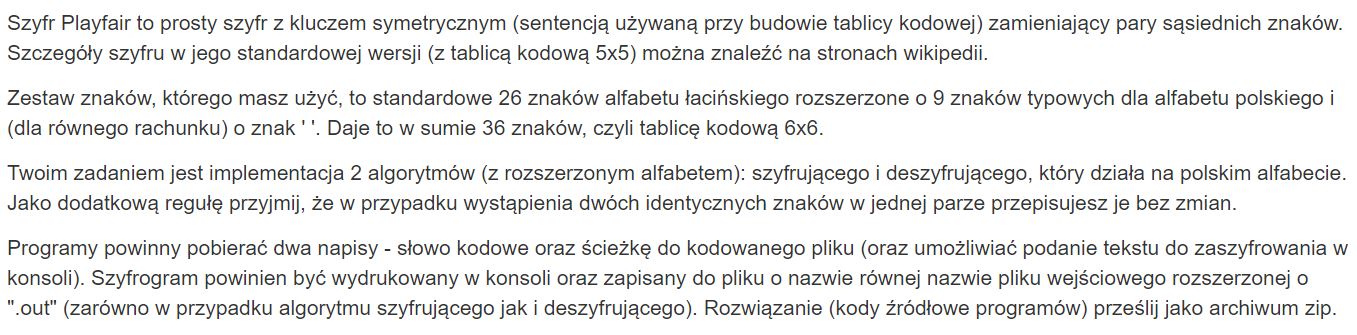 Szyfr Playfair to prosty szyfr z kluczem symetrycznym (sentencją używaną przy budowie tablicy kodowej) zamieniający pary sąsiednich znaków.
Szczegóły szyfru w jego standardowej wersji (z tablicą kodową 5x5) można znaleźć na stronach wikipedii.
Zestaw znaków, którego masz użyć, to standardowe 26 znaków alfabetu łacińskiego rozszerzone o 9 znaków typowych dla alfabetu polskiego i
(dla równego rachunku) o znak ' '. Daje to w sumie 36 znaków, czyli tablicę kodową 6x6.
Twoim zadaniem jest implementacja 2 algorytmów (z rozszerzonym alfabetem): szyfrującego i deszyfrującego, który działa na polskim alfabecie.
Jako dodatkową regułę przyjmij, że w przypadku wystąpienia dwóch identycznych znaków w jednej parze przepisujesz je bez zmian.
Programy powinny pobierać dwa napisy - słowo kodowe oraz ścieżkę do kodowanego pliku (oraz umożliwiać podanie tekstu do zaszyfrowania w
konsoli). Szyfrogram powinien być wydrukowany w konsoli oraz zapisany do pliku o nazwie równej nazwie pliku wejściowego rozszerzonej o
".out" (zarówno w przypadku algorytmu szyfrującego jak i deszyfrującego). Rozwiązanie (kody źródłowe programów) prześlij jako archiwum zip.